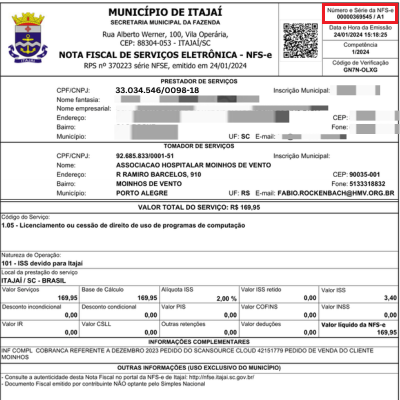 MUNICÍPIO DE ITAJAÍ
SECRETARIA MUNICIPAL DA FAZENDA
Rua Alberto Werner, 100, Vila Operária,
CEP: 88304-053 - ITAJAÍ/SC
NOTA FISCAL DE SERVIÇOS ELETRÔNICA - NFS-e
RPS nº 370223 série NFSE, emitido em 24/01/2024
Número e Série da NFS-e
00000369545 / A1
Data e Hora da Emissão
24/01/2024 15:18:25
Competência
1/2024
Código de Verificação
GN7N-OLXG
PRESTADOR DE SERVIÇOS
CPF/CNPJ: 33.034.546/0098-18 Inscrição Municipal:
Nome fantasia:
Nome empresarial:
Endereço: CEP:
Bairro: Fone:
Município: UF: SC E-mail:
TOMADOR DE SERVIÇOS
CPF/CNPJ: 92.685.833/0001-51 Inscrição Municipal:
Nome: ASSOCIACAO HOSPITALAR MOINHOS DE VENTO
Endereço: R RAMIRO BARCELOS, 910 CEP: 90035-001
Bairro: MOINHOS DE VENTO Fone: 5133318832
Município: PORTO ALEGRE UF: RS E-mail: FABIO.ROCKENBACH@HMV.ORG.BR
VALOR TOTAL DO SERVIÇO: R$ 169,95
Código do Serviço:
1.05 - Licenciamento ou cessão de direito de uso de programas de computação
Natureza de Operação:
101 - ISS devido para Itajaí
Local da prestação do serviço
ITAJAÍ / SC - BRASIL
Valor Serviços Base de Cálculo Alíquota ISS Valor ISS retido Valor ISS
169,95 169,95 2,00 % 0,00 3,40
Desconto incondicional Desconto condicional Valor PIS Valor COFINS Valor INSS
0,00 0,00 0,00 0,00 0,00
Valor IR Valor CSLL Outras retenções Valor deduções Valor líquido da NFS-e
0,00 0,00 0,00 0,00 169,95
INFORMAÇÕES COMPLEMENTARES
INF COMPL COBRANCA REFERENTE A DEZEMBRO 2023 PEDIDO DO SCANSOURCE CLOUD 42151779 PEDIDO DE VENDA DO CLIENTE
MOINHOS
OUTRAS INFORMAÇÕES (USO EXCLUSIVO DO MUNICÍPIO)
- Consulte a autenticidade desta Nota Fiscal no portal da NFS-e de Itajaí: http://nfse.itajai.sc.gov.br/
- Documento Fiscal emitido por contribuinte NÃO optante pelo Simples Nacional